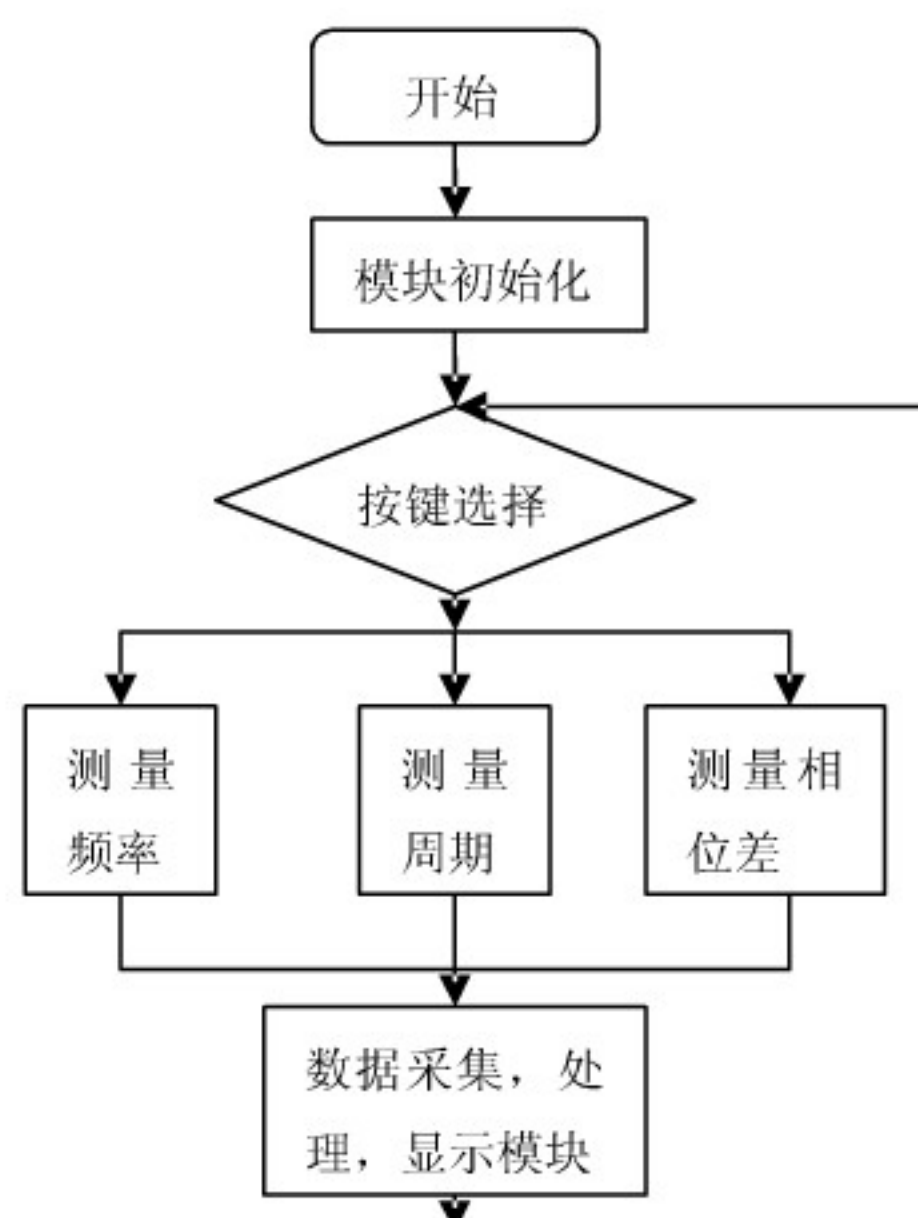 开始
模块初始化
按键选择
测量
频率
测量
周期
测量相
位差
数据采集，处
理，显示模块